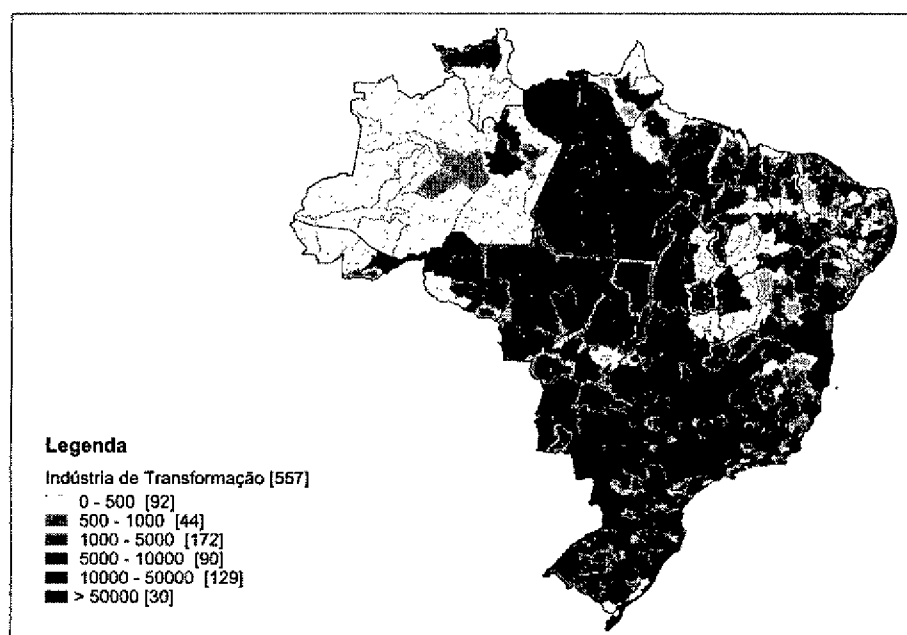 Legenda
Indústria de Transformação [557]
0 - 500 [92]
500 - 1000 [44]
1000 - 5000 [172]
5000 - 10000 [90]
10000 - 50000 [129]
> 50000 [30]